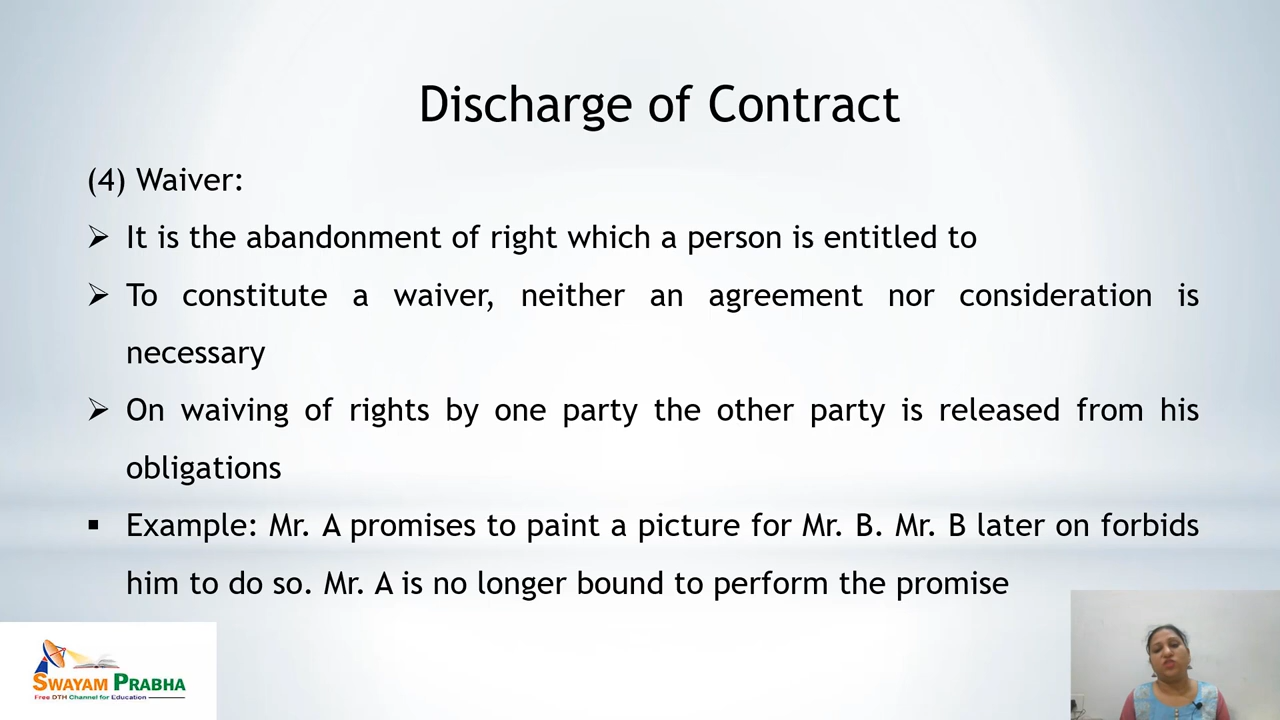 Discharge of Contract
(4) Waiver:
➢ It is the abandonment of right which a person is entitled to
➢ To constitute a waiver, neither an agreement nor consideration is
necessary
➢ On waiving of rights by one party the other party is released from his
obligations
▪ Example: Mr. A promises to paint a picture for Mr. B. Mr. B later on forbids
him to do so. Mr. A is no longer bound to perform the promise
SWAYAM PRABHA
Free DTH Channel for Education